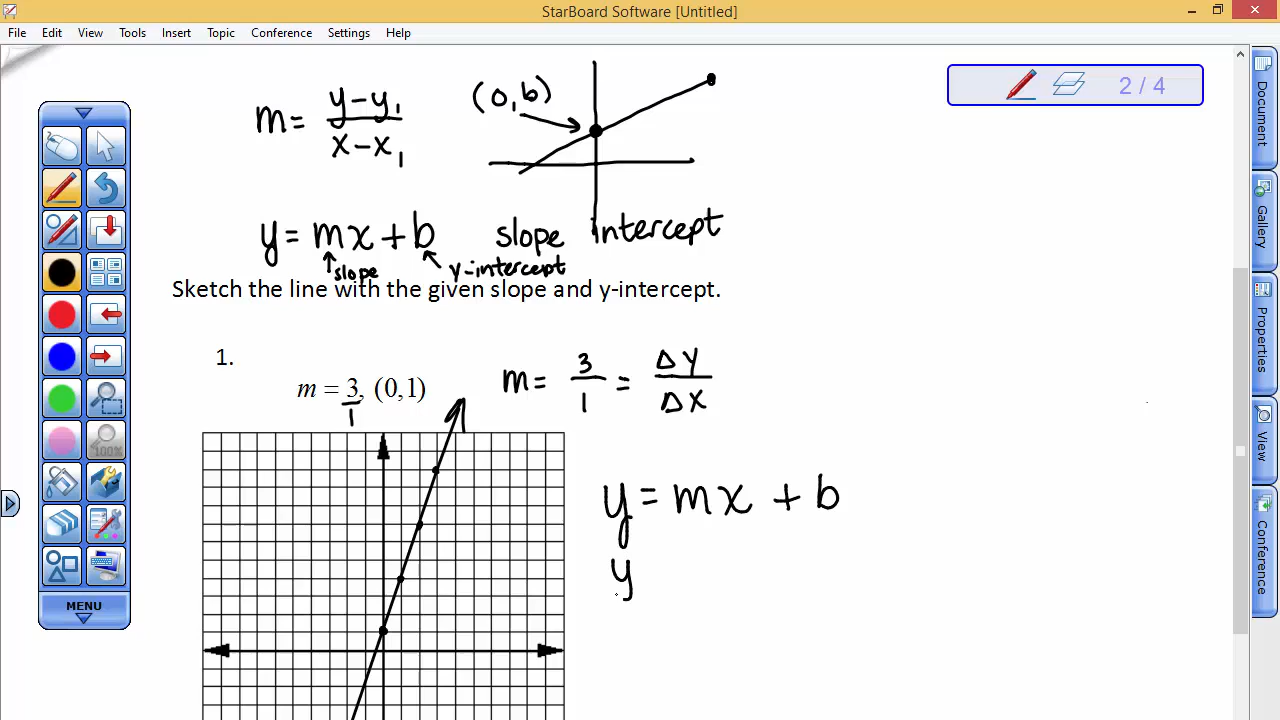 StarBoard Software [Untitled]
File Edit View Tools Insert Topic Conference Settings Help
2 / 4
m = y-y₁ / x-x₁
(0,b)
y = mx + b slope intercept
slope y-intercept
Sketch the line with the given slope and y-intercept.
1.
m = 3, (0,1)
1
m = 3/1 = Δy/Δx
y = mx + b
y
100%
MENU
Document
Gallery
Properties
View
Conference